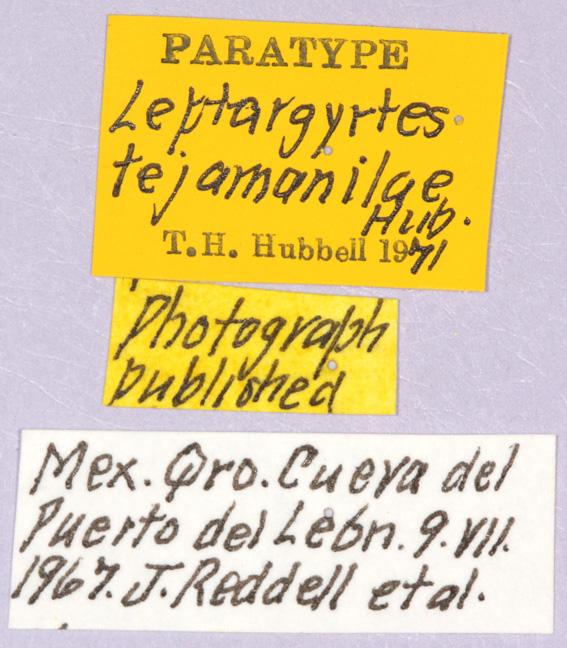 PARATYPE
Leptargyrtes
tejamanilae
Hub.
T.H. Hubbell 1971
Photograph
published
Mex. Qro. Cueva del
Puerto del León. 9.VII.
1967. J. Reddell et al.